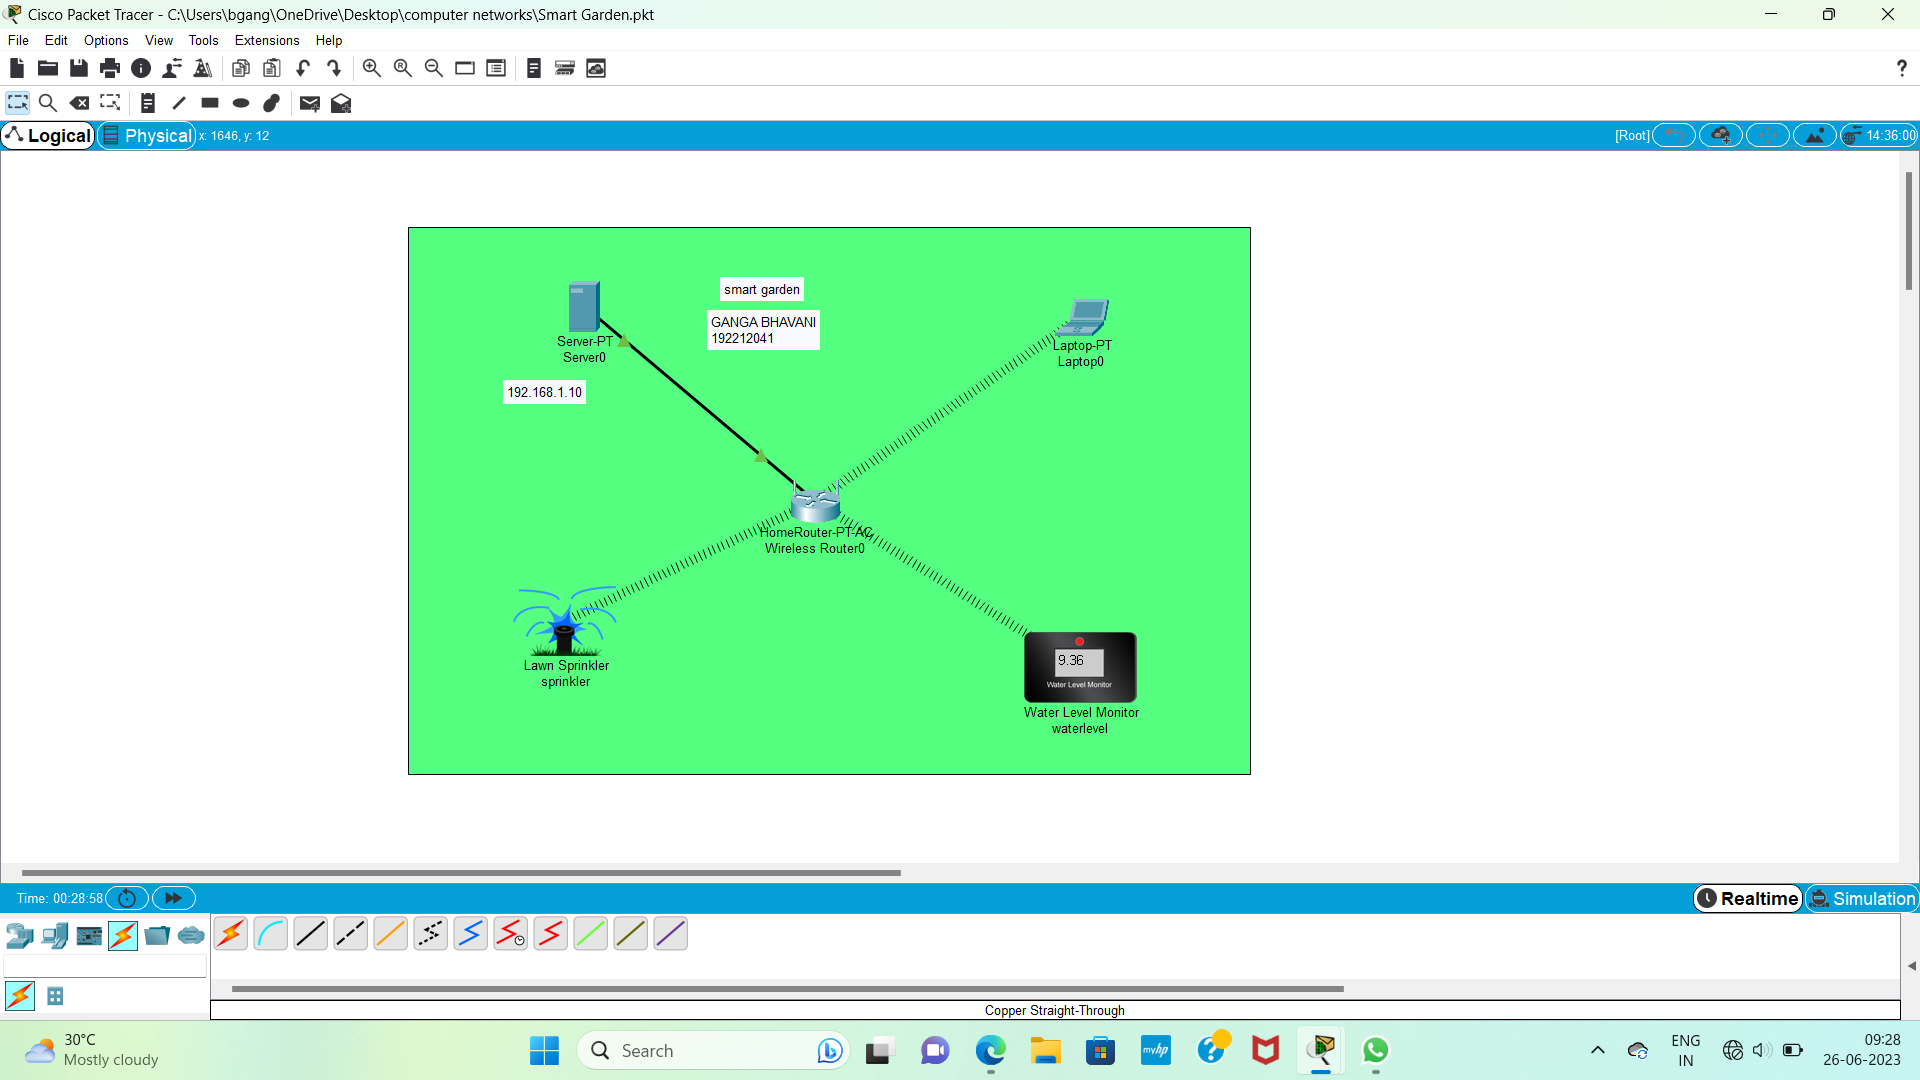 Cisco Packet Tracer - C:\Users\bgang\OneDrive\Desktop\computer networks\Smart Garden.pkt
File Edit Options View Tools Extensions Help
?
Logical Physical x: 1646, y: 12 [Root] 14:36:00
smart garden
GANGA BHAVANI
192212041
Server-PT
Server0
Laptop-PT
Laptop0
192.168.1.10
HomeRouter-PT-AC
Wireless Router0
Lawn Sprinkler
sprinkler
9.36
Water Level Monitor
Water Level Monitor
waterlevel
Time: 00:28:58 Realtime Simulation
Copper Straight-Through
30°C
Mostly cloudy
Search
myhp
ENG
IN
09:28
26-06-2023